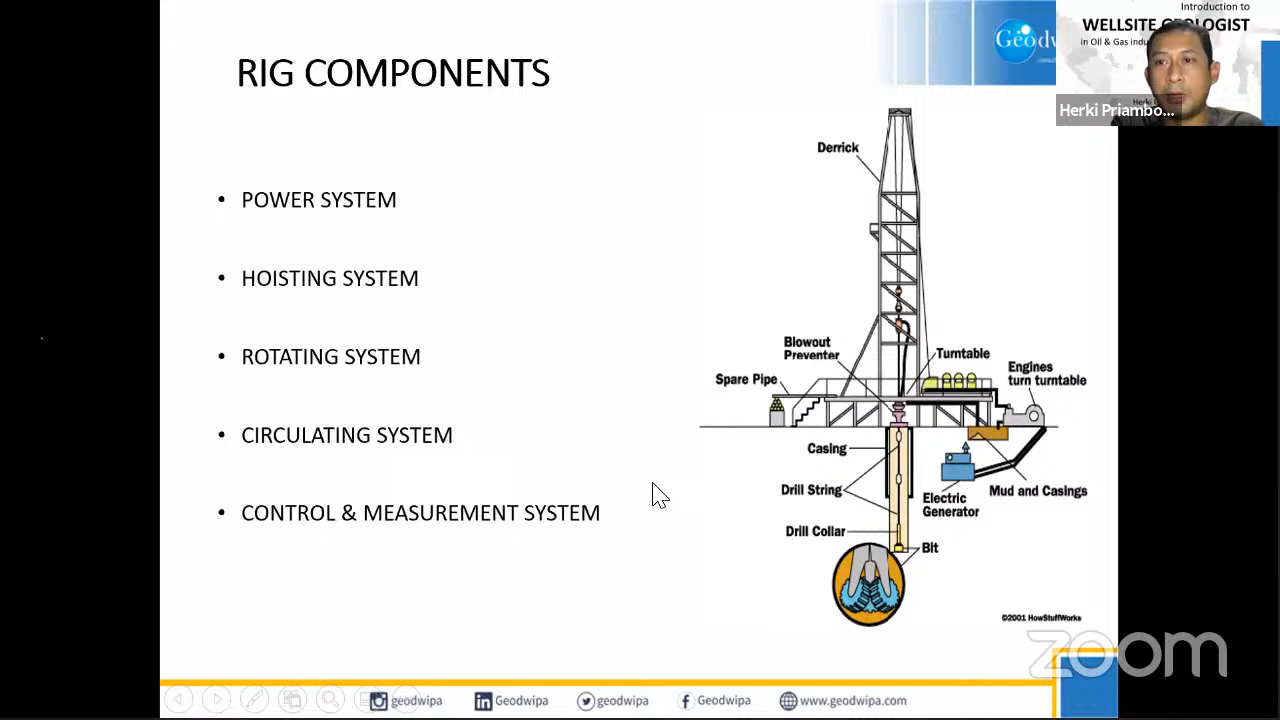 Introduction to
WELLSITE GEOLOGIST
in Oil & Gas
Herki Priambo...
RIG COMPONENTS
• POWER SYSTEM
• HOISTING SYSTEM
• ROTATING SYSTEM
• CIRCULATING SYSTEM
• CONTROL & MEASUREMENT SYSTEM
Derrick
Blowout
Preventer
Turntable
Engines
turn turntable
Spare Pipe
Casing
Drill String
Electric
Generator
Mud and Casings
Drill Collar
Bit
©2001 HowStuffWorks
zoom
geodwipa
Geodwipa
geodwipa
Geodwipa
www.geodwipa.com